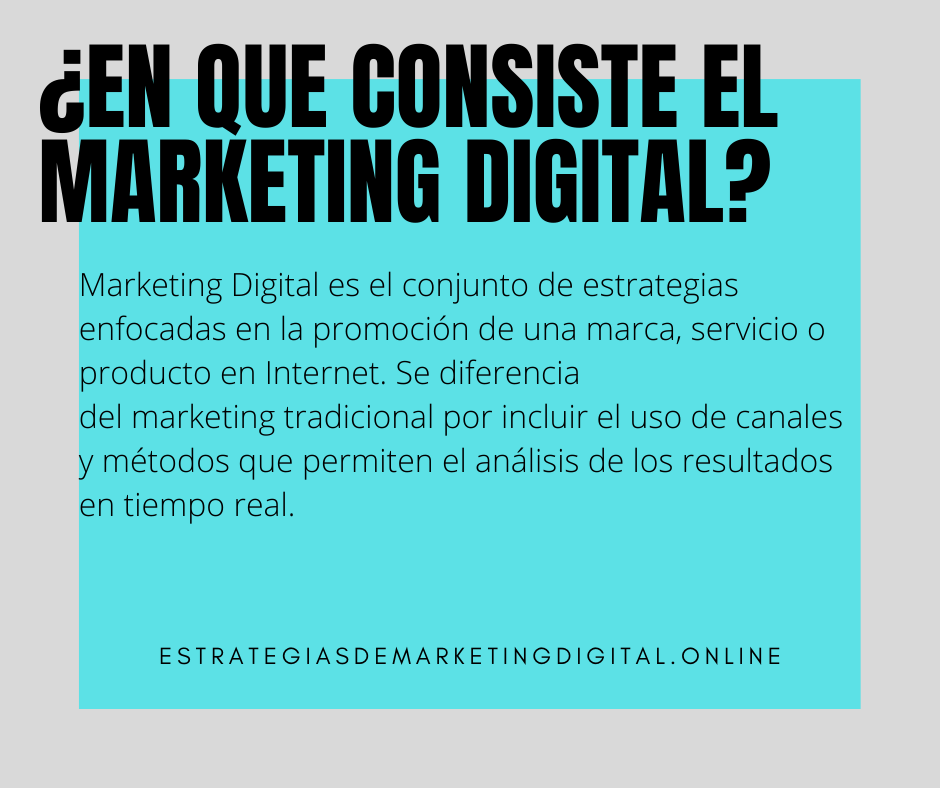 ¿EN QUE CONSISTE EL
MARKETING DIGITAL?
Marketing Digital es el conjunto de estrategias
enfocadas en la promoción de una marca, servicio o
producto en Internet. Se diferencia
del marketing tradicional por incluir el uso de canales
y métodos que permiten el análisis de los resultados
en tiempo real.
ESTRATEGIASDEMARKETINGDIGITAL.ONLINE